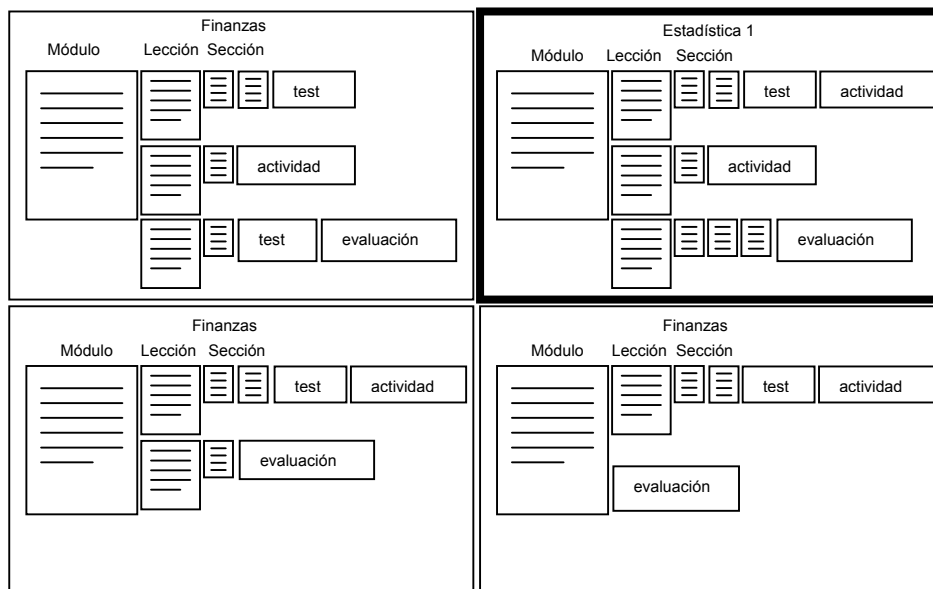 Finanzas
Módulo Lección Sección
test
actividad
test evaluación
Estadística 1
Módulo Lección Sección
test actividad
actividad
evaluación
Finanzas
Módulo Lección Sección
test actividad
evaluación
Finanzas
Módulo Lección Sección
test actividad
evaluación